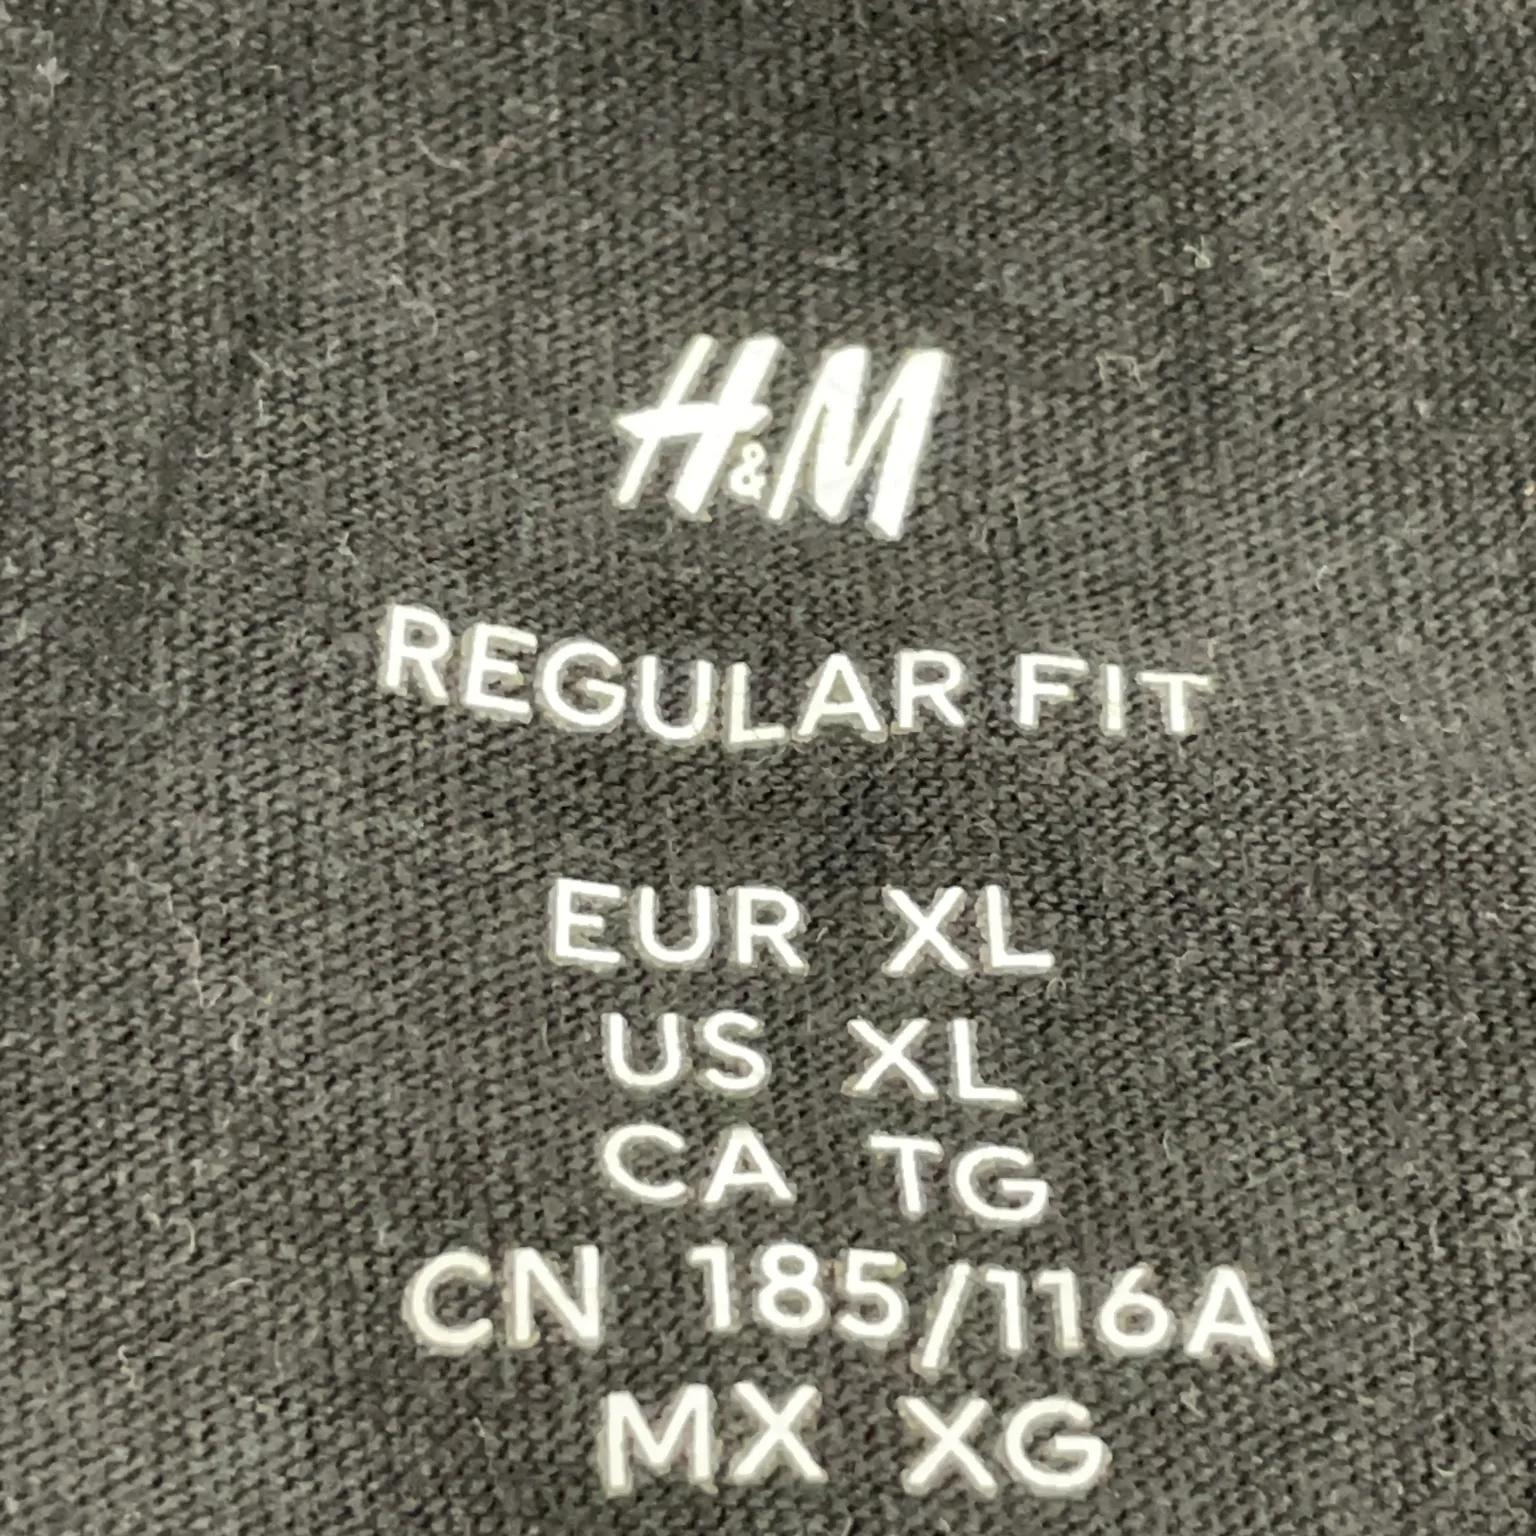 H&M
REGULAR FIT
EUR XL
US XL
CA TG
CN 185/116A
MX XG